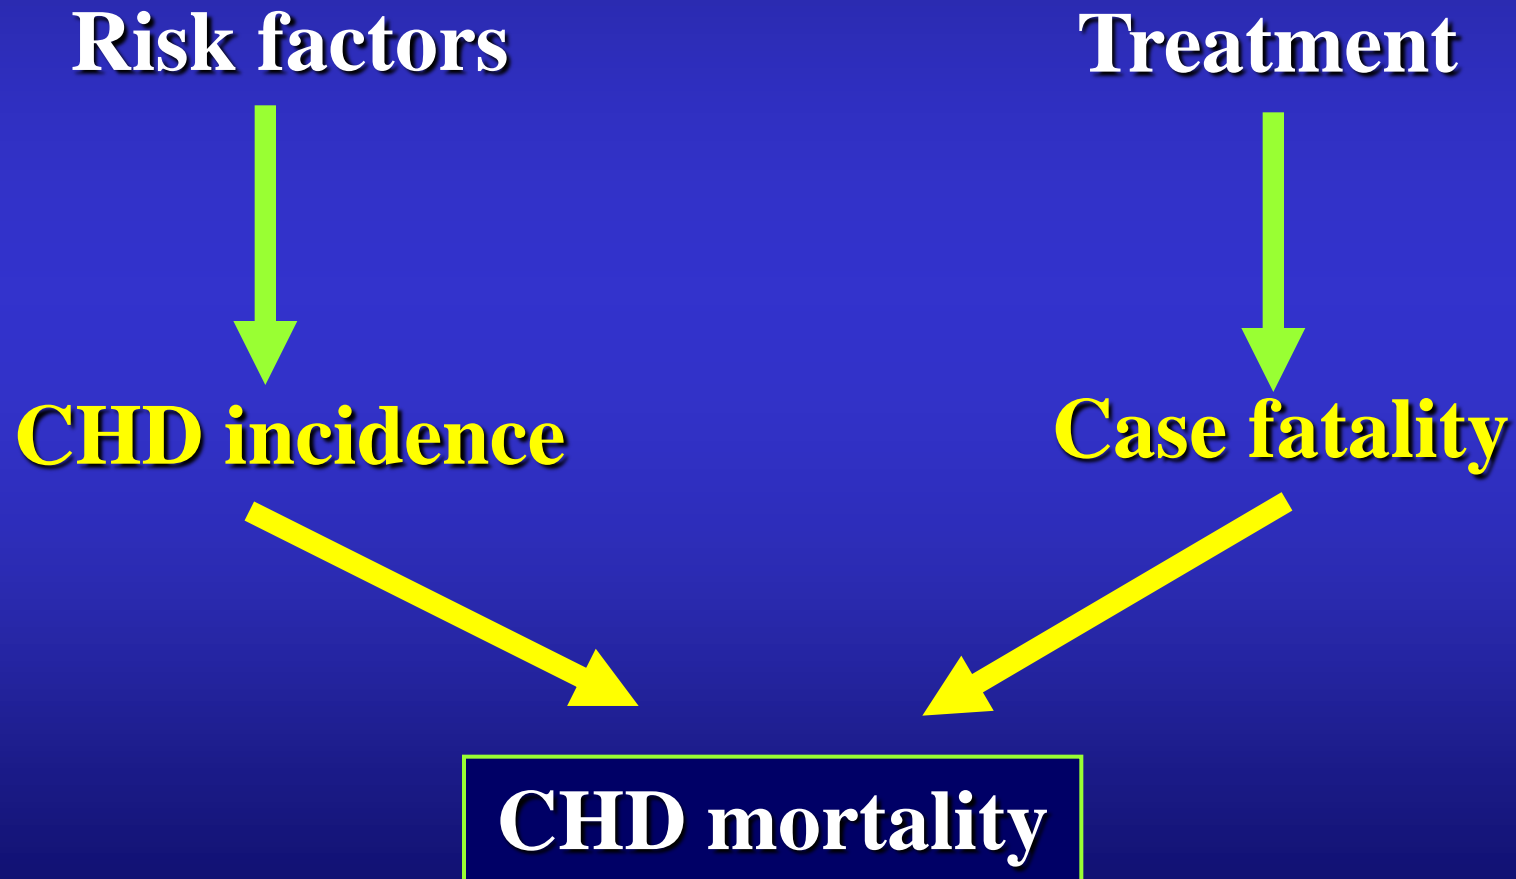 Risk factors
Treatment
CHD incidence
Case fatality
CHD mortality